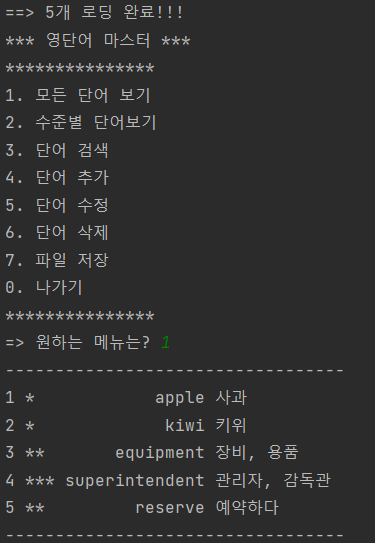 ==> 5개 로딩 완료!!!
*** 영단어 마스터 ***
***************
1. 모든 단어 보기
2. 수준별 단어보기
3. 단어 검색
4. 단어 추가
5. 단어 수정
6. 단어 삭제
7. 파일 저장
0. 나가기
***************
=> 원하는 메뉴는? 1
----------------------------------
1 *            apple 사과
2 *             kiwi 키위
3 **       equipment 장비, 용품
4 *** superintendent 관리자, 감독관
5 **         reserve 예약하다
----------------------------------